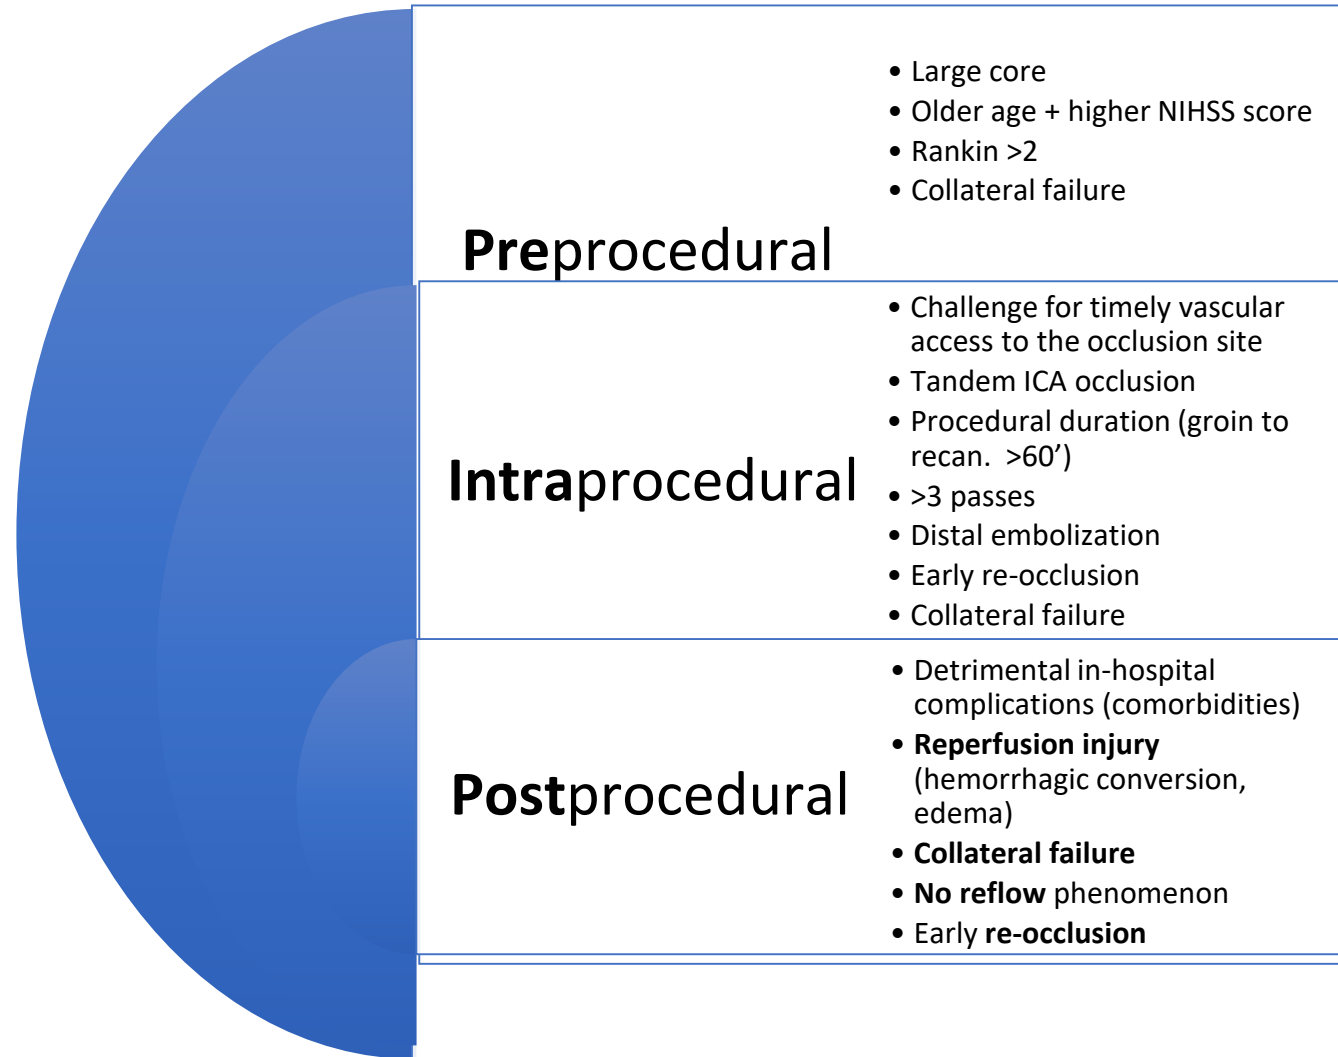 Preprocedural
• Large core
• Older age + higher NIHSS score
• Rankin >2
• Collateral failure
Intraprocedural
• Challenge for timely vascular
access to the occlusion site
• Tandem ICA occlusion
• Procedural duration (groin to
recan. >60’)
• >3 passes
• Distal embolization
• Early re-occlusion
• Collateral failure
Postprocedural
• Detrimental in-hospital
complications (comorbidities)
• Reperfusion injury
(hemorrhagic conversion,
edema)
• Collateral failure
• No reflow phenomenon
• Early re-occlusion